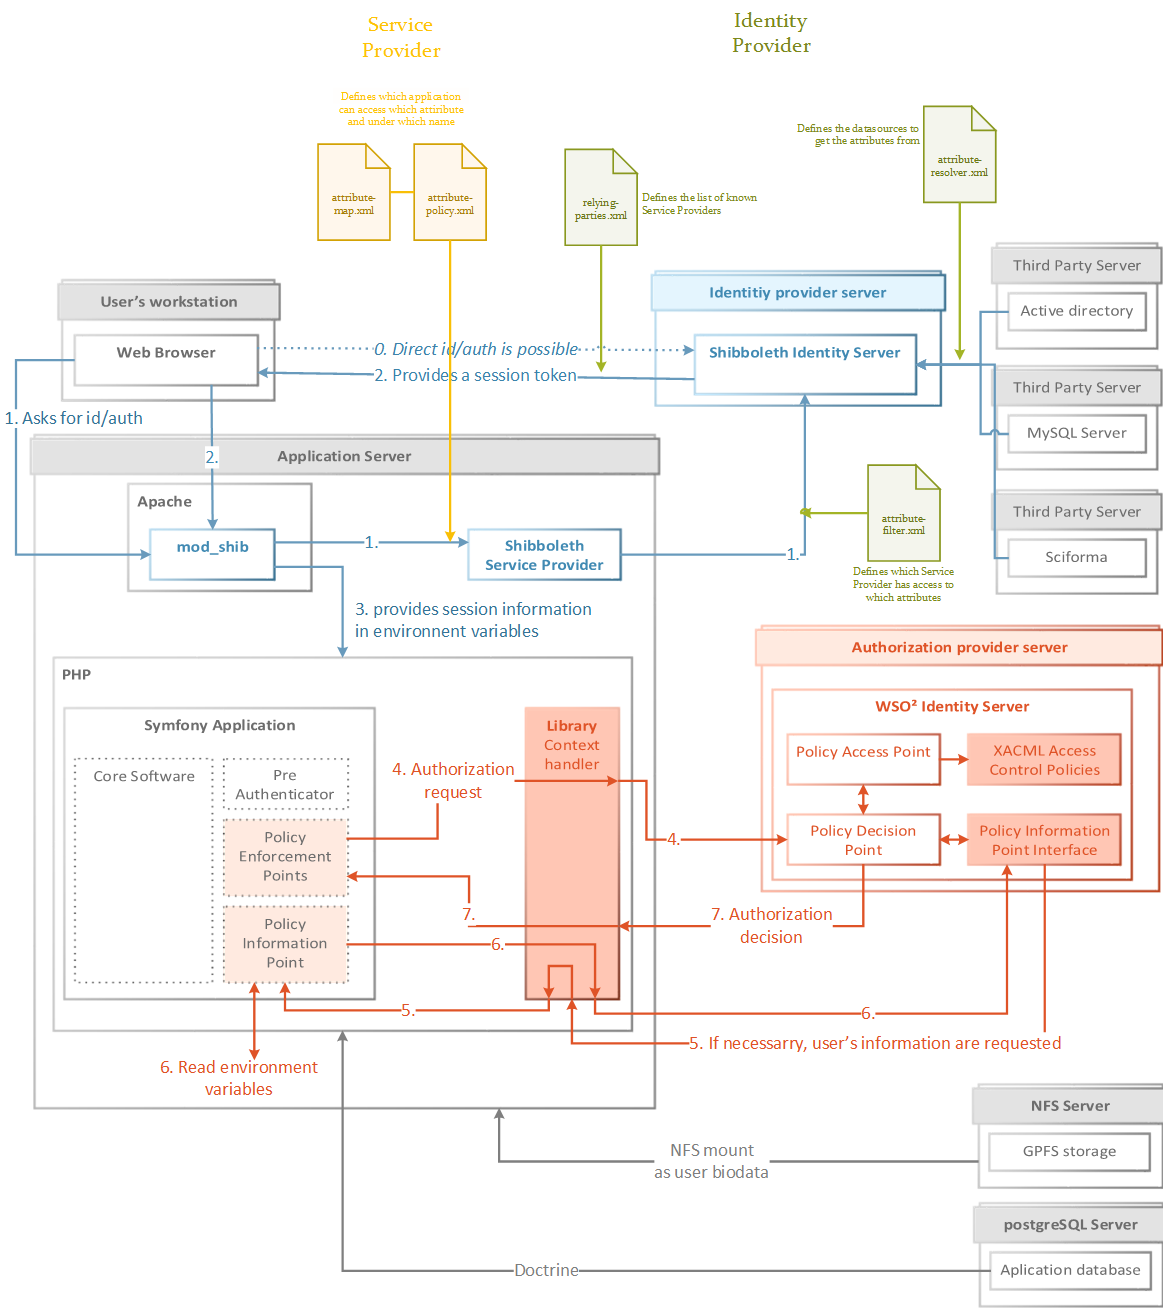 Service
Provider
Identity
Provider
Defines which application
can access which attiribute
and under which name
attribute-
map.xml
attribute-
policy.xml
relying-
parties.xml
Defines the list of known
Service Providers
Defines the datasources to
get the attributes from
attribute-
resolver.xml
User's workstation
Web Browser
0. Direct id/auth is possible
2. Provides a session token
Identitiy provider server
Shibboleth Identity Server
Third Party Server
Active directory
Third Party Server
MySQL Server
Third Party Server
Sciforma
1. Asks for id/auth
2.
Application Server
Apache
mod_shib
1.
Shibboleth
Service Provider
1.
attribute-
filter.xml
Defines which Service
Provider has access to
which attributes
3. provides session information
in environnent variables
PHP
Symfony Application
Core Software
Pre
Authenticator
Policy
Enforcement
Points
Policy
Information
Point
4. Authorization
request
Library
Context
handler
4.
Authorization provider server
WSO² Identity Server
Policy Access Point
XACML Access
Control Policies
Policy Decision
Point
Policy Information
Point Interface
7.
7. Authorization
decision
6.
5.
6.
5. If necessarry, user's information are requested
6. Read environment
variables
NFS Server
GPFS storage
NFS mount
as user biodata
postgreSQL Server
Aplication database
Doctrine